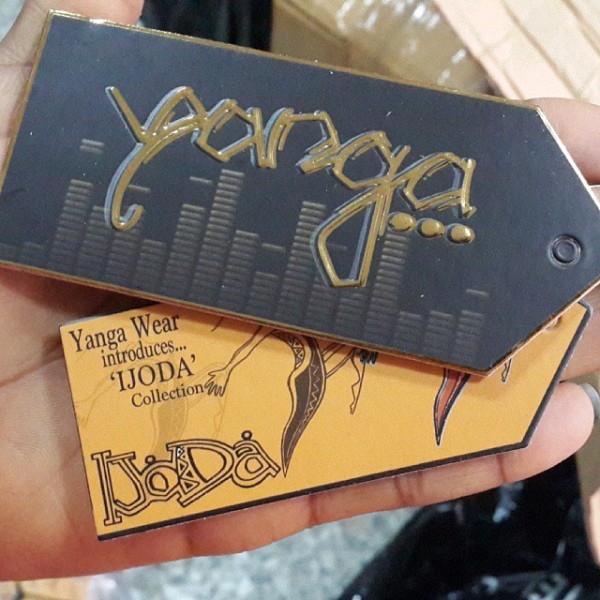 yanga...
Yanga Wear
introduces...
'IJODA'
Collection
IJODA